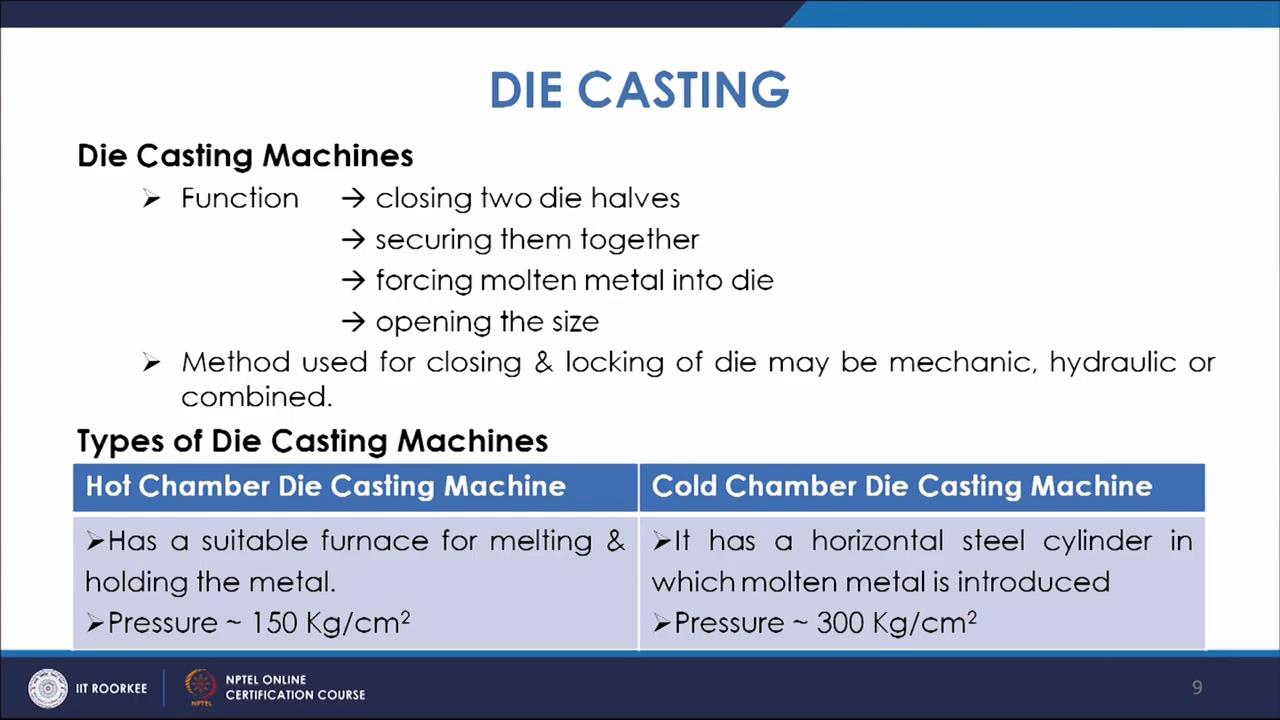 DIE CASTING
Die Casting Machines
➢ Function → closing two die halves
→ securing them together
→ forcing molten metal into die
→ opening the size
➢ Method used for closing & locking of die may be mechanic, hydraulic or
combined.
Types of Die Casting Machines
Hot Chamber Die Casting Machine
➢Has a suitable furnace for melting &
holding the metal.
➢Pressure ~ 150 Kg/cm²
Cold Chamber Die Casting Machine
➢It has a horizontal steel cylinder in
which molten metal is introduced
➢Pressure ~ 300 Kg/cm²
IIT ROORKEE
NPTEL
NPTEL ONLINE
CERTIFICATION COURSE
9